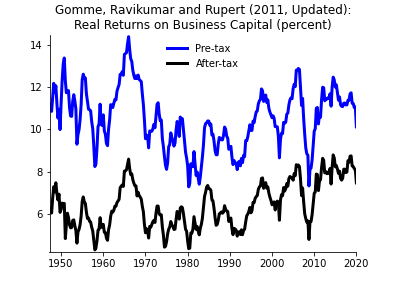 Gomme, Ravikumar and Rupert (2011, Updated):
Real Returns on Business Capital (percent)
Pre-tax
After-tax
14
12
10
8
6
1950 1960 1970 1980 1990 2000 2010 2020